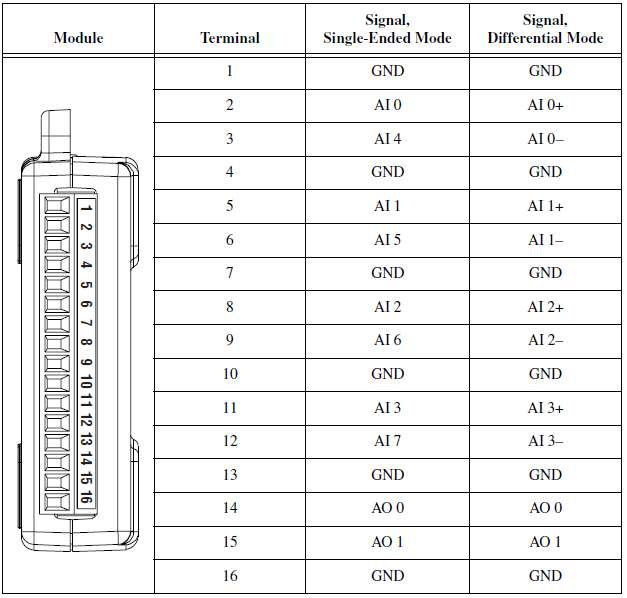 Module Terminal Signal, Single-Ended Mode Signal, Differential Mode
1 GND GND
2 AI 0 AI 0+
3 AI 4 AI 0–
4 GND GND
5 AI 1 AI 1+
6 AI 5 AI 1–
7 GND GND
8 AI 2 AI 2+
9 AI 6 AI 2–
10 GND GND
11 AI 3 AI 3+
12 AI 7 AI 3–
13 GND GND
14 AO 0 AO 0
15 AO 1 AO 1
16 GND GND
1 2 3 4 5 6 7 8 9 10 11 12 13 14 15 16